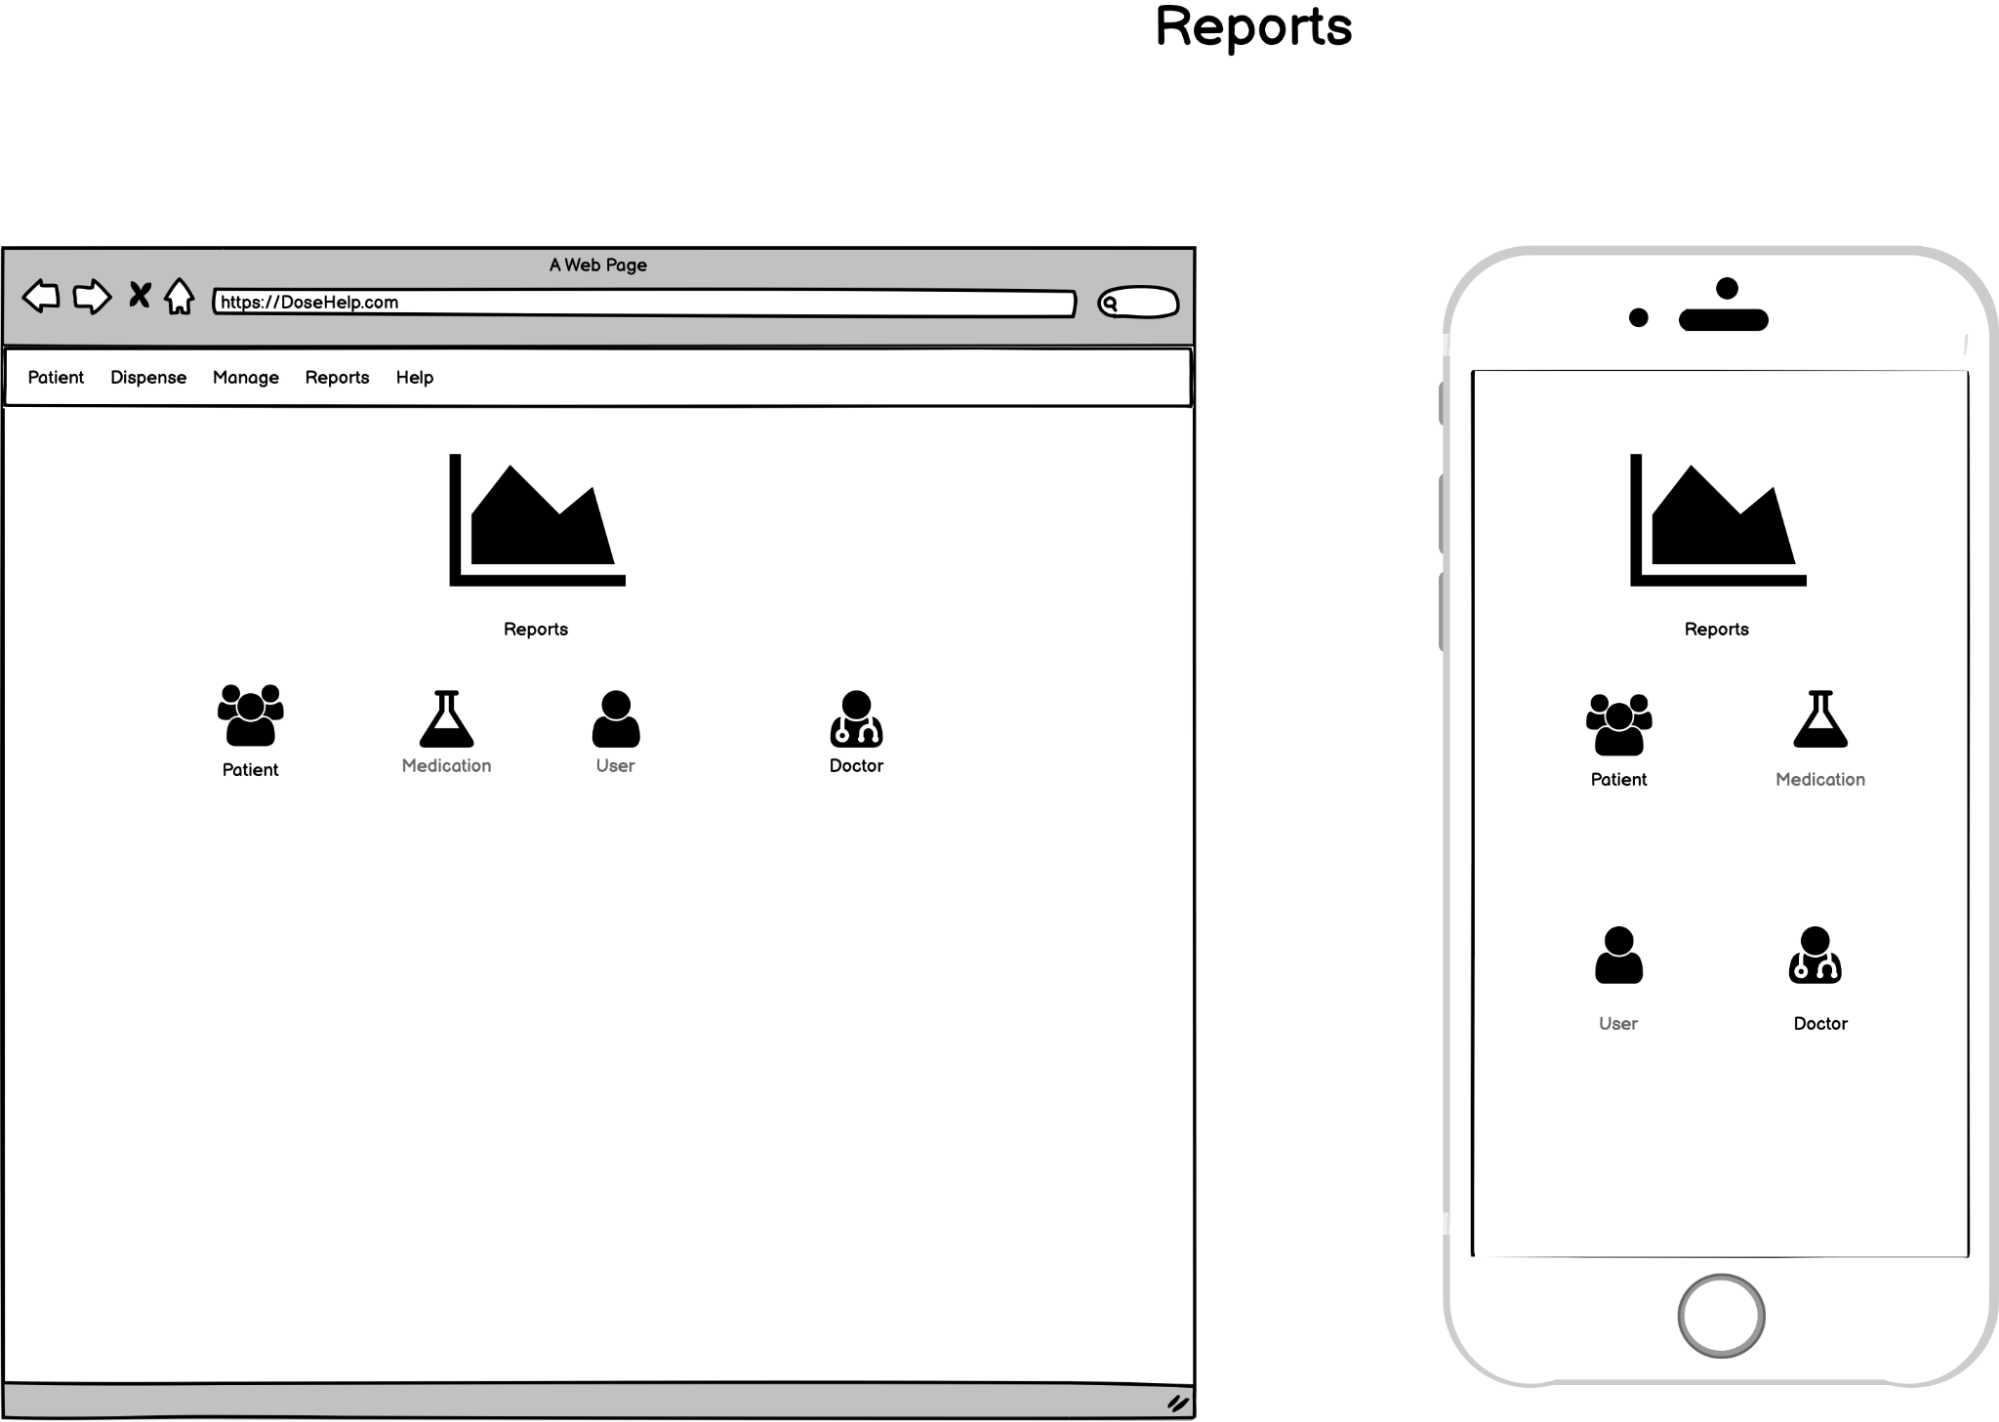 Reports
A Web Page
https://DoseHelp.com
Patient Dispense Manage Reports Help
Reports
Patient Medication User Doctor
Reports
Patient Medication
User Doctor